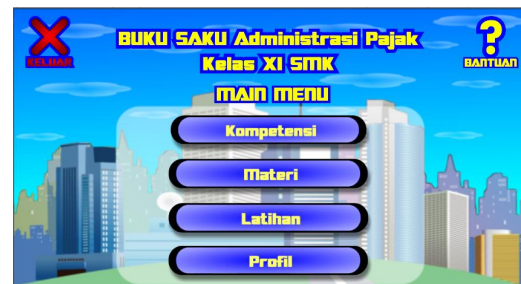 BUKU SAKU Administrasi Pajak
Kelas XI SMK
MAIN MENU
KELUAR
BANTUAN
Kompetensi
Materi
Latihan
Profil